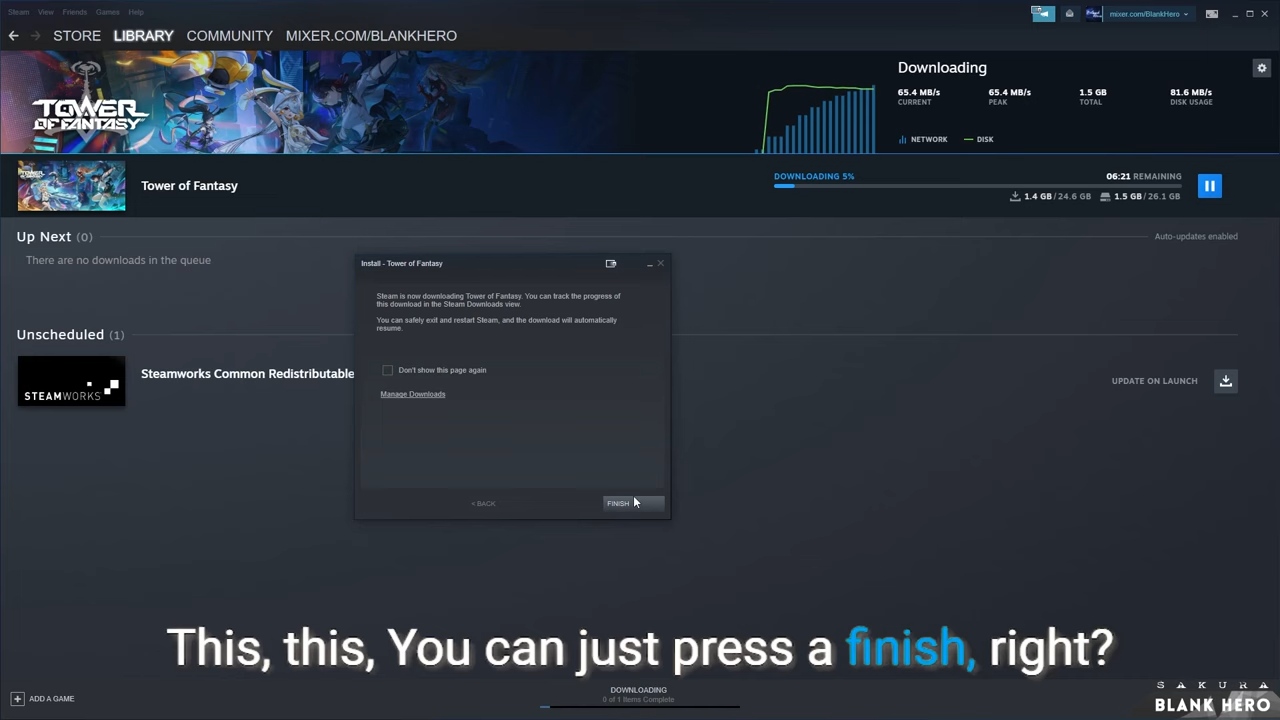 Steam View Friends Games Help
mixer.com/BlankHero
STORE LIBRARY COMMUNITY MIXER.COM/BLANKHERO
TOWER
OF FANTASY
Downloading
65.4 MB/s 65.4 MB/s 1.5 GB 81.6 MB/s
CURRENT PEAK TOTAL DISK USAGE
NETWORK DISK
Tower of Fantasy
DOWNLOADING 5% 06:21 REMAINING
1.4 GB / 24.6 GB 1.5 GB / 26.1 GB
Up Next (0) Auto-updates enabled
There are no downloads in the queue
Install - Tower of Fantasy
Steam is now downloading Tower of Fantasy. You can track the progress of
this download in the Steam Downloads view.
You can safely exit and restart Steam, and the download will automatically
resume.
Don't show this page again
Manage Downloads
< BACK FINISH
Unscheduled (1)
STEAMWORKS
Steamworks Common Redistributable
UPDATE ON LAUNCH
This, this, You can just press a finish, right?
ADD A GAME
DOWNLOADING
0 of 1 Items Complete
SAKURA
BLANK HERO